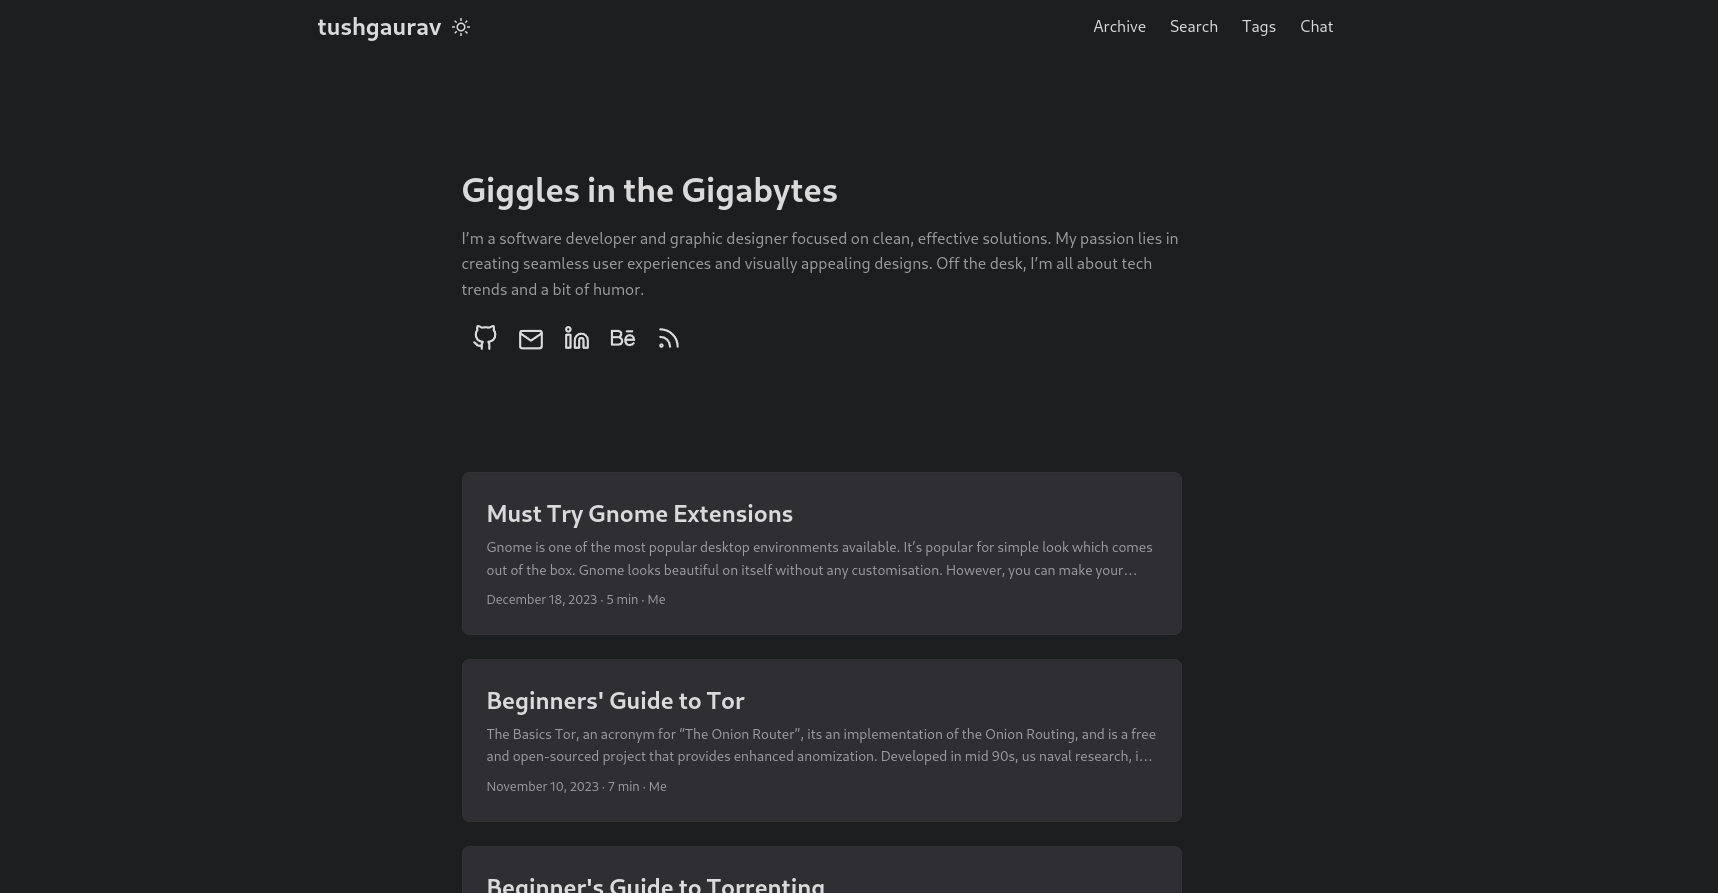 tushgaurav
Archive Search Tags Chat
Giggles in the Gigabytes
I’m a software developer and graphic designer focused on clean, effective solutions. My passion lies in
creating seamless user experiences and visually appealing designs. Off the desk, I’m all about tech
trends and a bit of humor.
Bē
Must Try Gnome Extensions
Gnome is one of the most popular desktop environments available. It’s popular for simple look which comes
out of the box. Gnome looks beautiful on itself without any customisation. However, you can make your…
December 18, 2023 · 5 min · Me
Beginners' Guide to Tor
The Basics Tor, an acronym for “The Onion Router”, its an implementation of the Onion Routing, and is a free
and open-sourced project that provides enhanced anomization. Developed in mid 90s, us naval research, i…
November 10, 2023 · 7 min · Me
Beginner's Guide to Torrenting